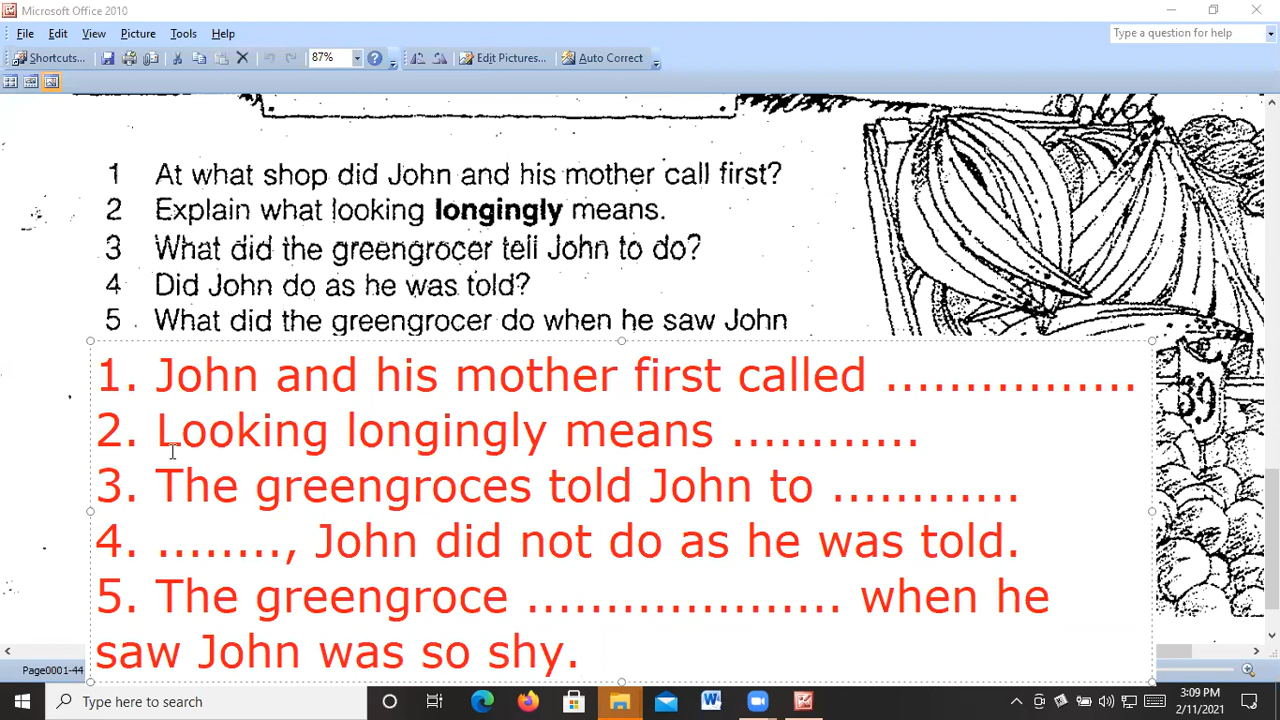 Microsoft Office 2010
File Edit View Picture Tools Help
Type a question for help
Shortcuts... 87% Edit Pictures... Auto Correct
1 At what shop did John and his mother call first?
2 Explain what looking longingly means.
3 What did the greengrocer tell John to do?
4 Did John do as he was told?
5 What did the greengrocer do when he saw John
1. John and his mother first called ................
2. Looking longingly means ............
3. The greengroces told John to ............
4. ........, John did not do as he was told.
5. The greengroce .................... when he
saw John was so shy.
39
Page0001-44
Type here to search
3:09 PM
2/11/2021